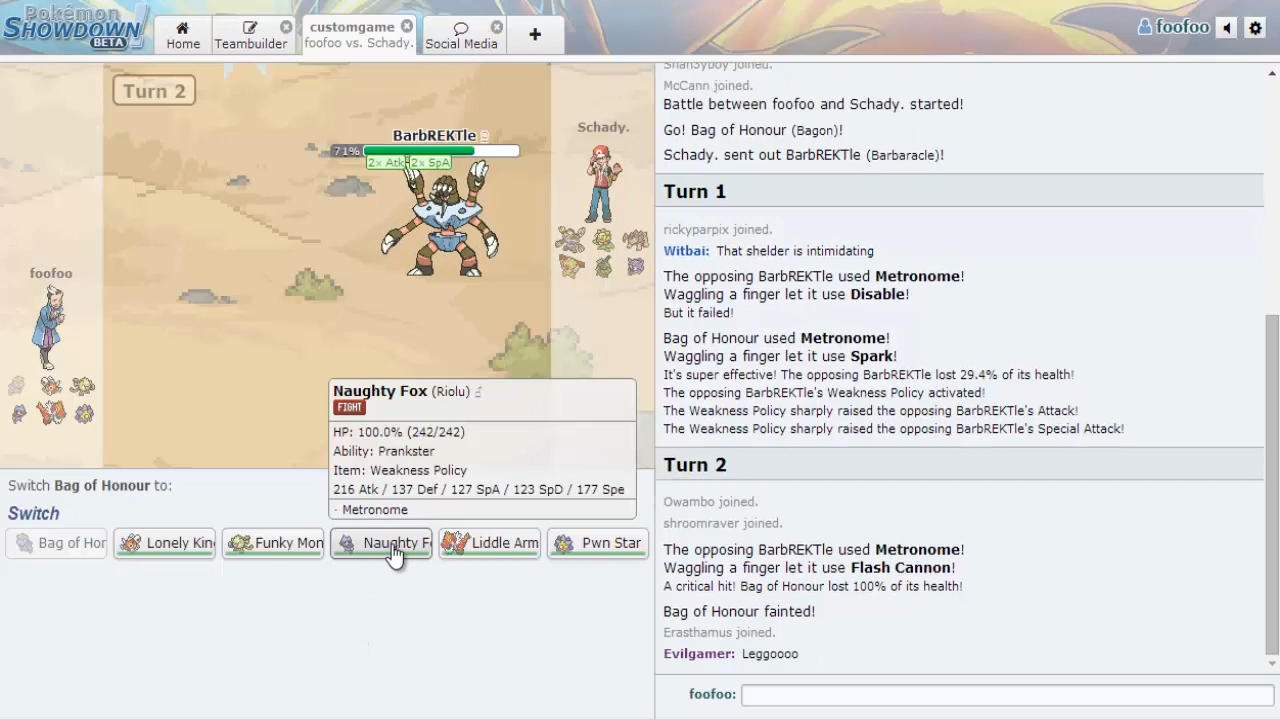 Pokémon
SHOWDOWN!
BETA
Home
Teambuilder
customgame
foofoo vs. Schady.
Social Media
+
foofoo
Turn 2
BarbREKTle
71%
2x Atk 2x SpA
Schady.
foofoo
Naughty Fox (Riolu)
FIGHT
HP: 100.0% (242/242)
Ability: Prankster
Item: Weakness Policy
216 Atk / 137 Def / 127 SpA / 123 SpD / 177 Spe
· Metronome
Switch Bag of Honour to:
Switch
Bag of Hor
Lonely Kin
Funky Mon
Naughty F
Liddle Arm
Pwn Star
Shan3yboy joined.
McCann joined.
Battle between foofoo and Schady. started!
Go! Bag of Honour (Bagon)!
Schady. sent out BarbREKTle (Barbaracle)!
Turn 1
rickyparpix joined.
Witbai: That shelder is intimidating
The opposing BarbREKTle used Metronome!
Waggling a finger let it use Disable!
But it failed!
Bag of Honour used Metronome!
Waggling a finger let it use Spark!
It's super effective! The opposing BarbREKTle lost 29.4% of its health!
The opposing BarbREKTle's Weakness Policy activated!
The Weakness Policy sharply raised the opposing BarbREKTle's Attack!
The Weakness Policy sharply raised the opposing BarbREKTle's Special Attack!
Turn 2
Owambo joined.
shroomraver joined.
The opposing BarbREKTle used Metronome!
Waggling a finger let it use Flash Cannon!
A critical hit! Bag of Honour lost 100% of its health!
Bag of Honour fainted!
Erasthamus joined.
Evilgamer: Leggoooo
foofoo: